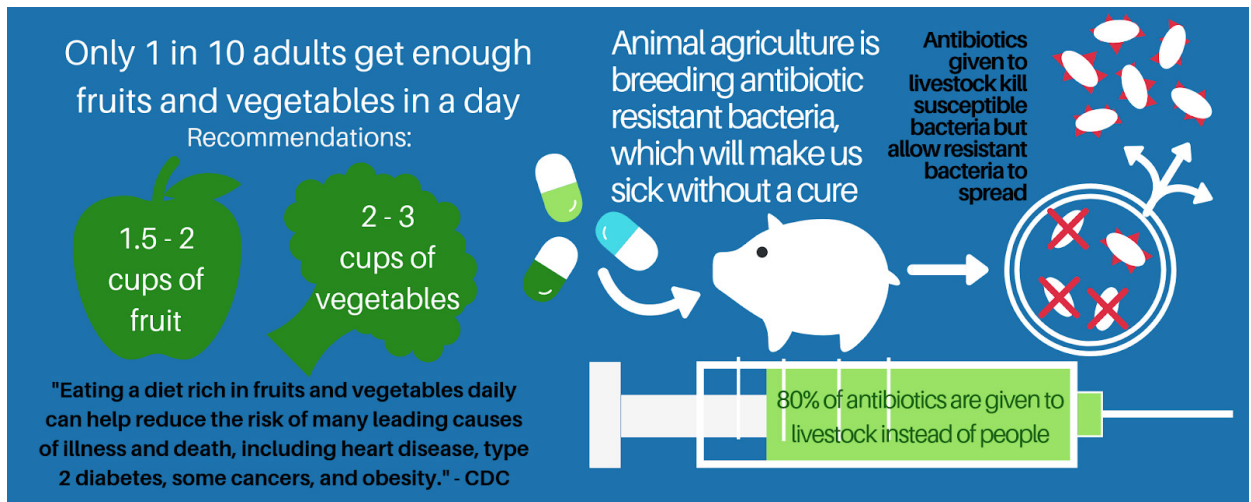 Only 1 in 10 adults get enough
fruits and vegetables in a day
Recommendations:
1.5 - 2
cups of
fruit
2 - 3
cups of
vegetables
"Eating a diet rich in fruits and vegetables daily
can help reduce the risk of many leading causes
of illness and death, including heart disease, type
2 diabetes, some cancers, and obesity." - CDC
Animal agriculture is
breeding antibiotic
resistant bacteria,
which will make us
sick without a cure
Antibiotics
given to
livestock kill
susceptible
bacteria but
allow resistant
bacteria to
spread
80% of antibiotics are given to
livestock instead of people